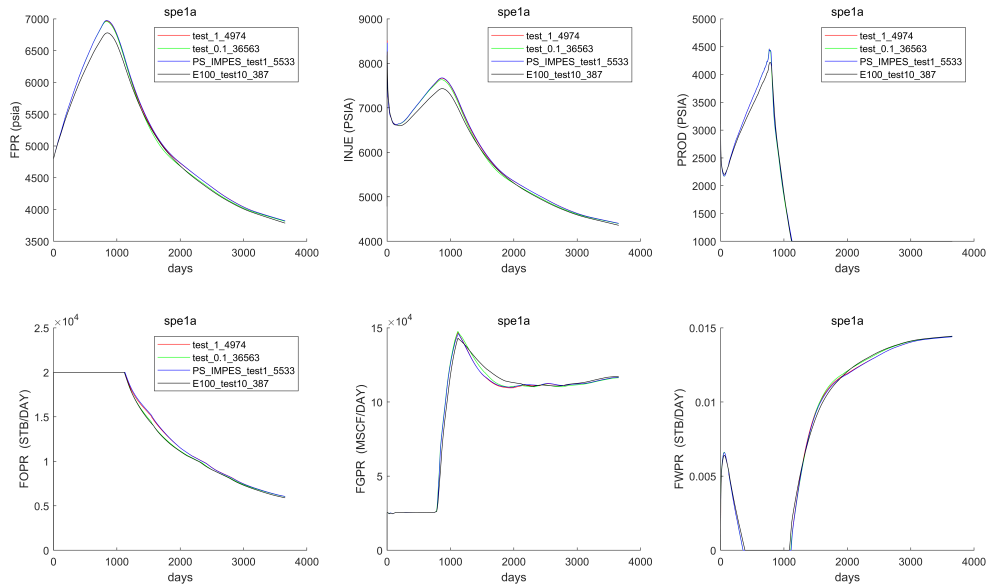 spe1a
7000
6500
6000
5500
5000
4500
4000
3500
FPR (psia)
test_1_4974
test_0.1_36563
PS_IMPES_test1_5533
E100_test10_387
0 1000 2000 3000 4000
days
spe1a
9000
8000
7000
6000
5000
4000
INJE (PSIA)
test_1_4974
test_0.1_36563
PS_IMPES_test1_5533
E100_test10_387
0 1000 2000 3000 4000
days
spe1a
5000
4500
4000
3500
3000
2500
2000
1500
1000
PROD (PSIA)
test_1_4974
test_0.1_36563
PS_IMPES_test1_5533
E100_test10_387
0 1000 2000 3000 4000
days
×10⁴
spe1a
2.5
2
1.5
1
0.5
0
FOPR (STB/DAY)
test_1_4974
test_0.1_36563
PS_IMPES_test1_5533
E100_test10_387
0 1000 2000 3000 4000
days
×10⁴
spe1a
15
10
5
0
FGPR (MSCF/DAY)
0 1000 2000 3000 4000
days
spe1a
0.015
0.01
0.005
0
FWPR (STB/DAY)
0 1000 2000 3000 4000
days